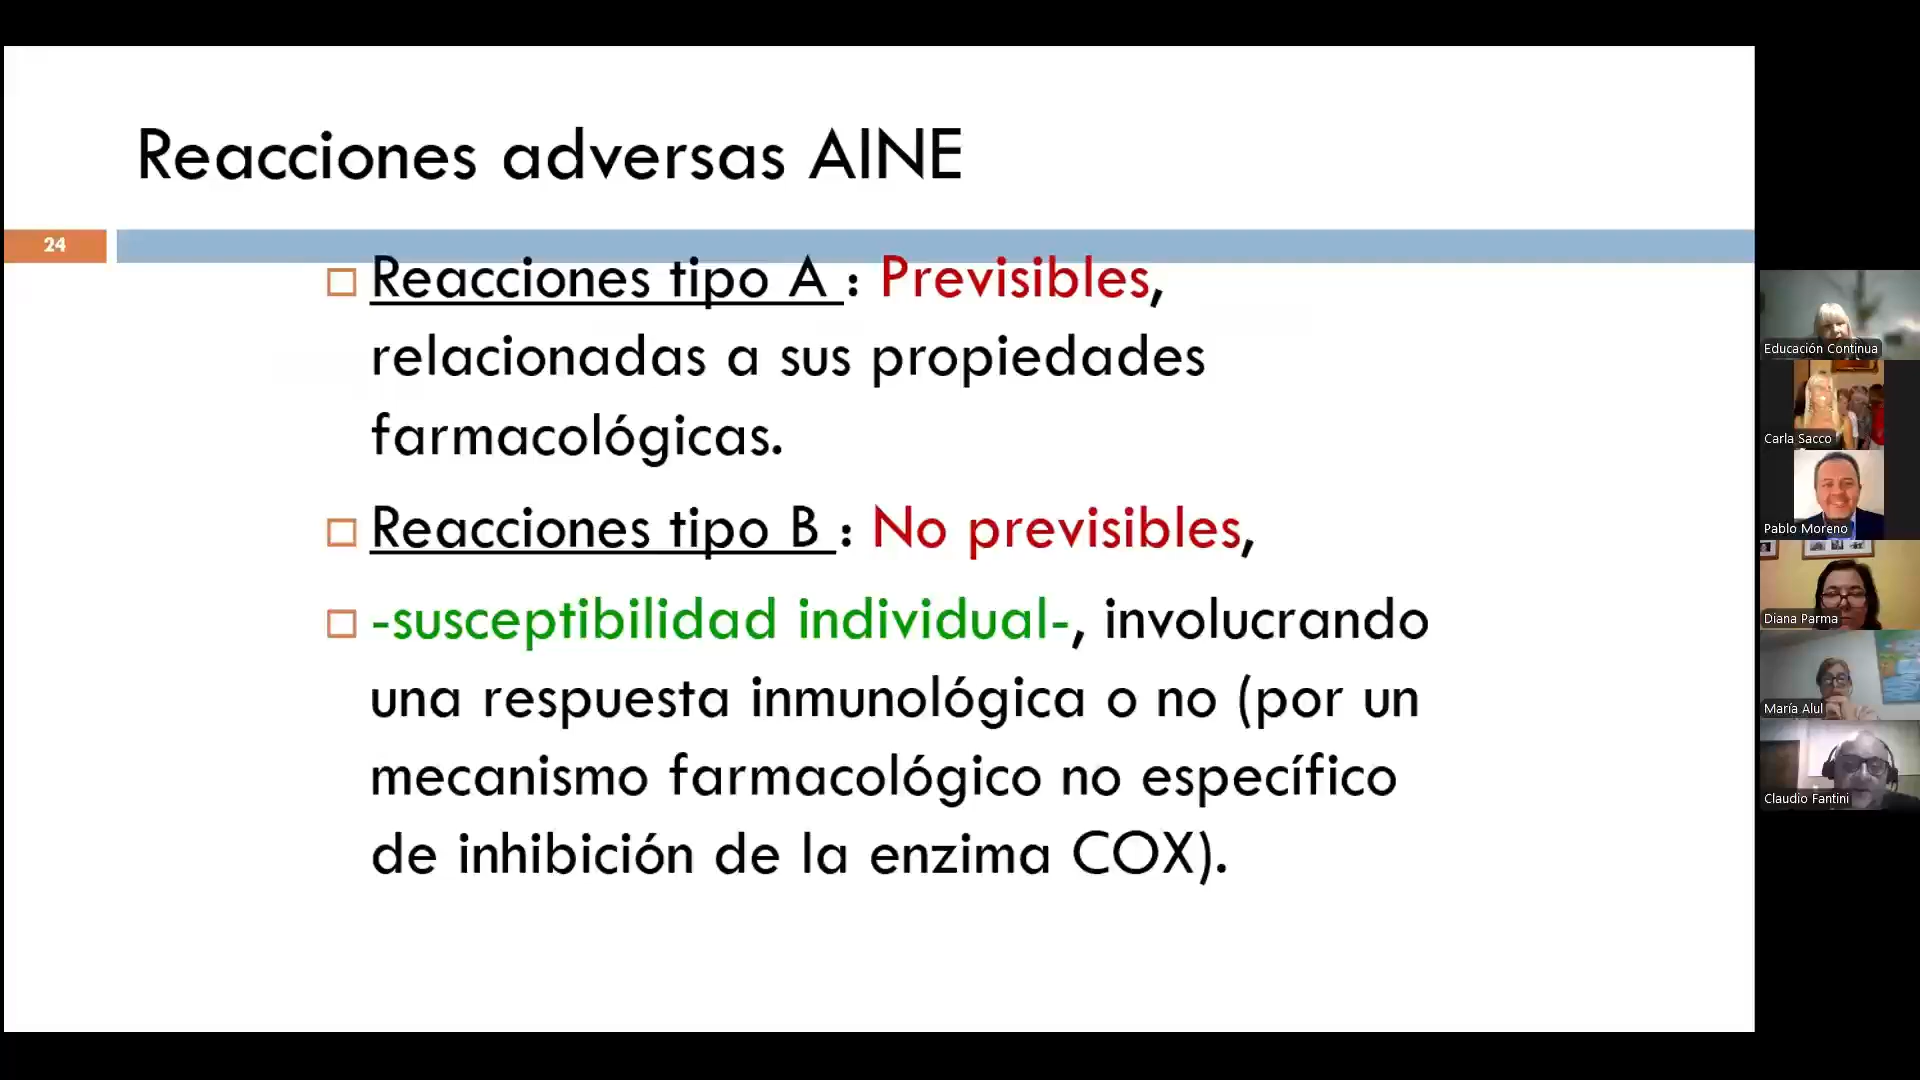 Reacciones adversas AINE
24
Reacciones tipo A : Previsibles,
relacionadas a sus propiedades
farmacológicas.
Reacciones tipo B : No previsibles,
-susceptibilidad individual-, involucrando
una respuesta inmunológica o no (por un
mecanismo farmacológico no específico
de inhibición de la enzima COX).
Educación Continua
Carla Sacco
Pablo Moreno
Diana Parma
María Alul
Claudio Fantini